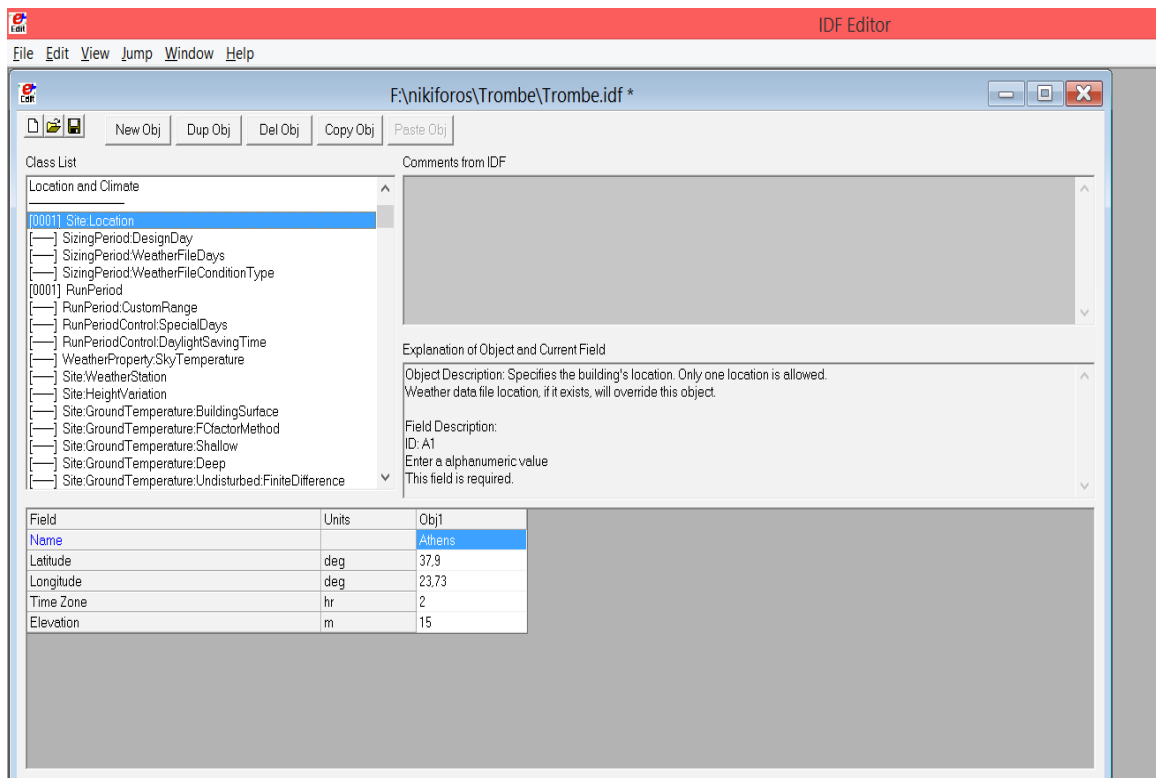 IDF Editor
Edit
File Edit View Jump Window Help
Edit
F:\nikiforos\Trombe\Trombe.idf *
New Obj Dup Obj Del Obj Copy Obj Paste Obj
Class List
Comments from IDF
Location and Climate
[0001] Site:Location
[-----] SizingPeriod:DesignDay
[-----] SizingPeriod:WeatherFileDays
[-----] SizingPeriod:WeatherFileConditionType
[0001] RunPeriod
[-----] RunPeriod:CustomRange
[-----] RunPeriodControl:SpecialDays
[-----] RunPeriodControl:DaylightSavingTime
[-----] WeatherProperty:SkyTemperature
[-----] Site:WeatherStation
[-----] Site:HeightVariation
[-----] Site:GroundTemperature:BuildingSurface
[-----] Site:GroundTemperature:FCfactorMethod
[-----] Site:GroundTemperature:Shallow
[-----] Site:GroundTemperature:Deep
[-----] Site:GroundTemperature:Undisturbed:FiniteDifference
Explanation of Object and Current Field
Object Description: Specifies the building's location. Only one location is allowed.
Weather data file location, if it exists, will override this object.
Field Description:
ID: A1
Enter a alphanumeric value
This field is required.
Field Units Obj1
Name Athens
Latitude deg 37,9
Longitude deg 23,73
Time Zone hr 2
Elevation m 15